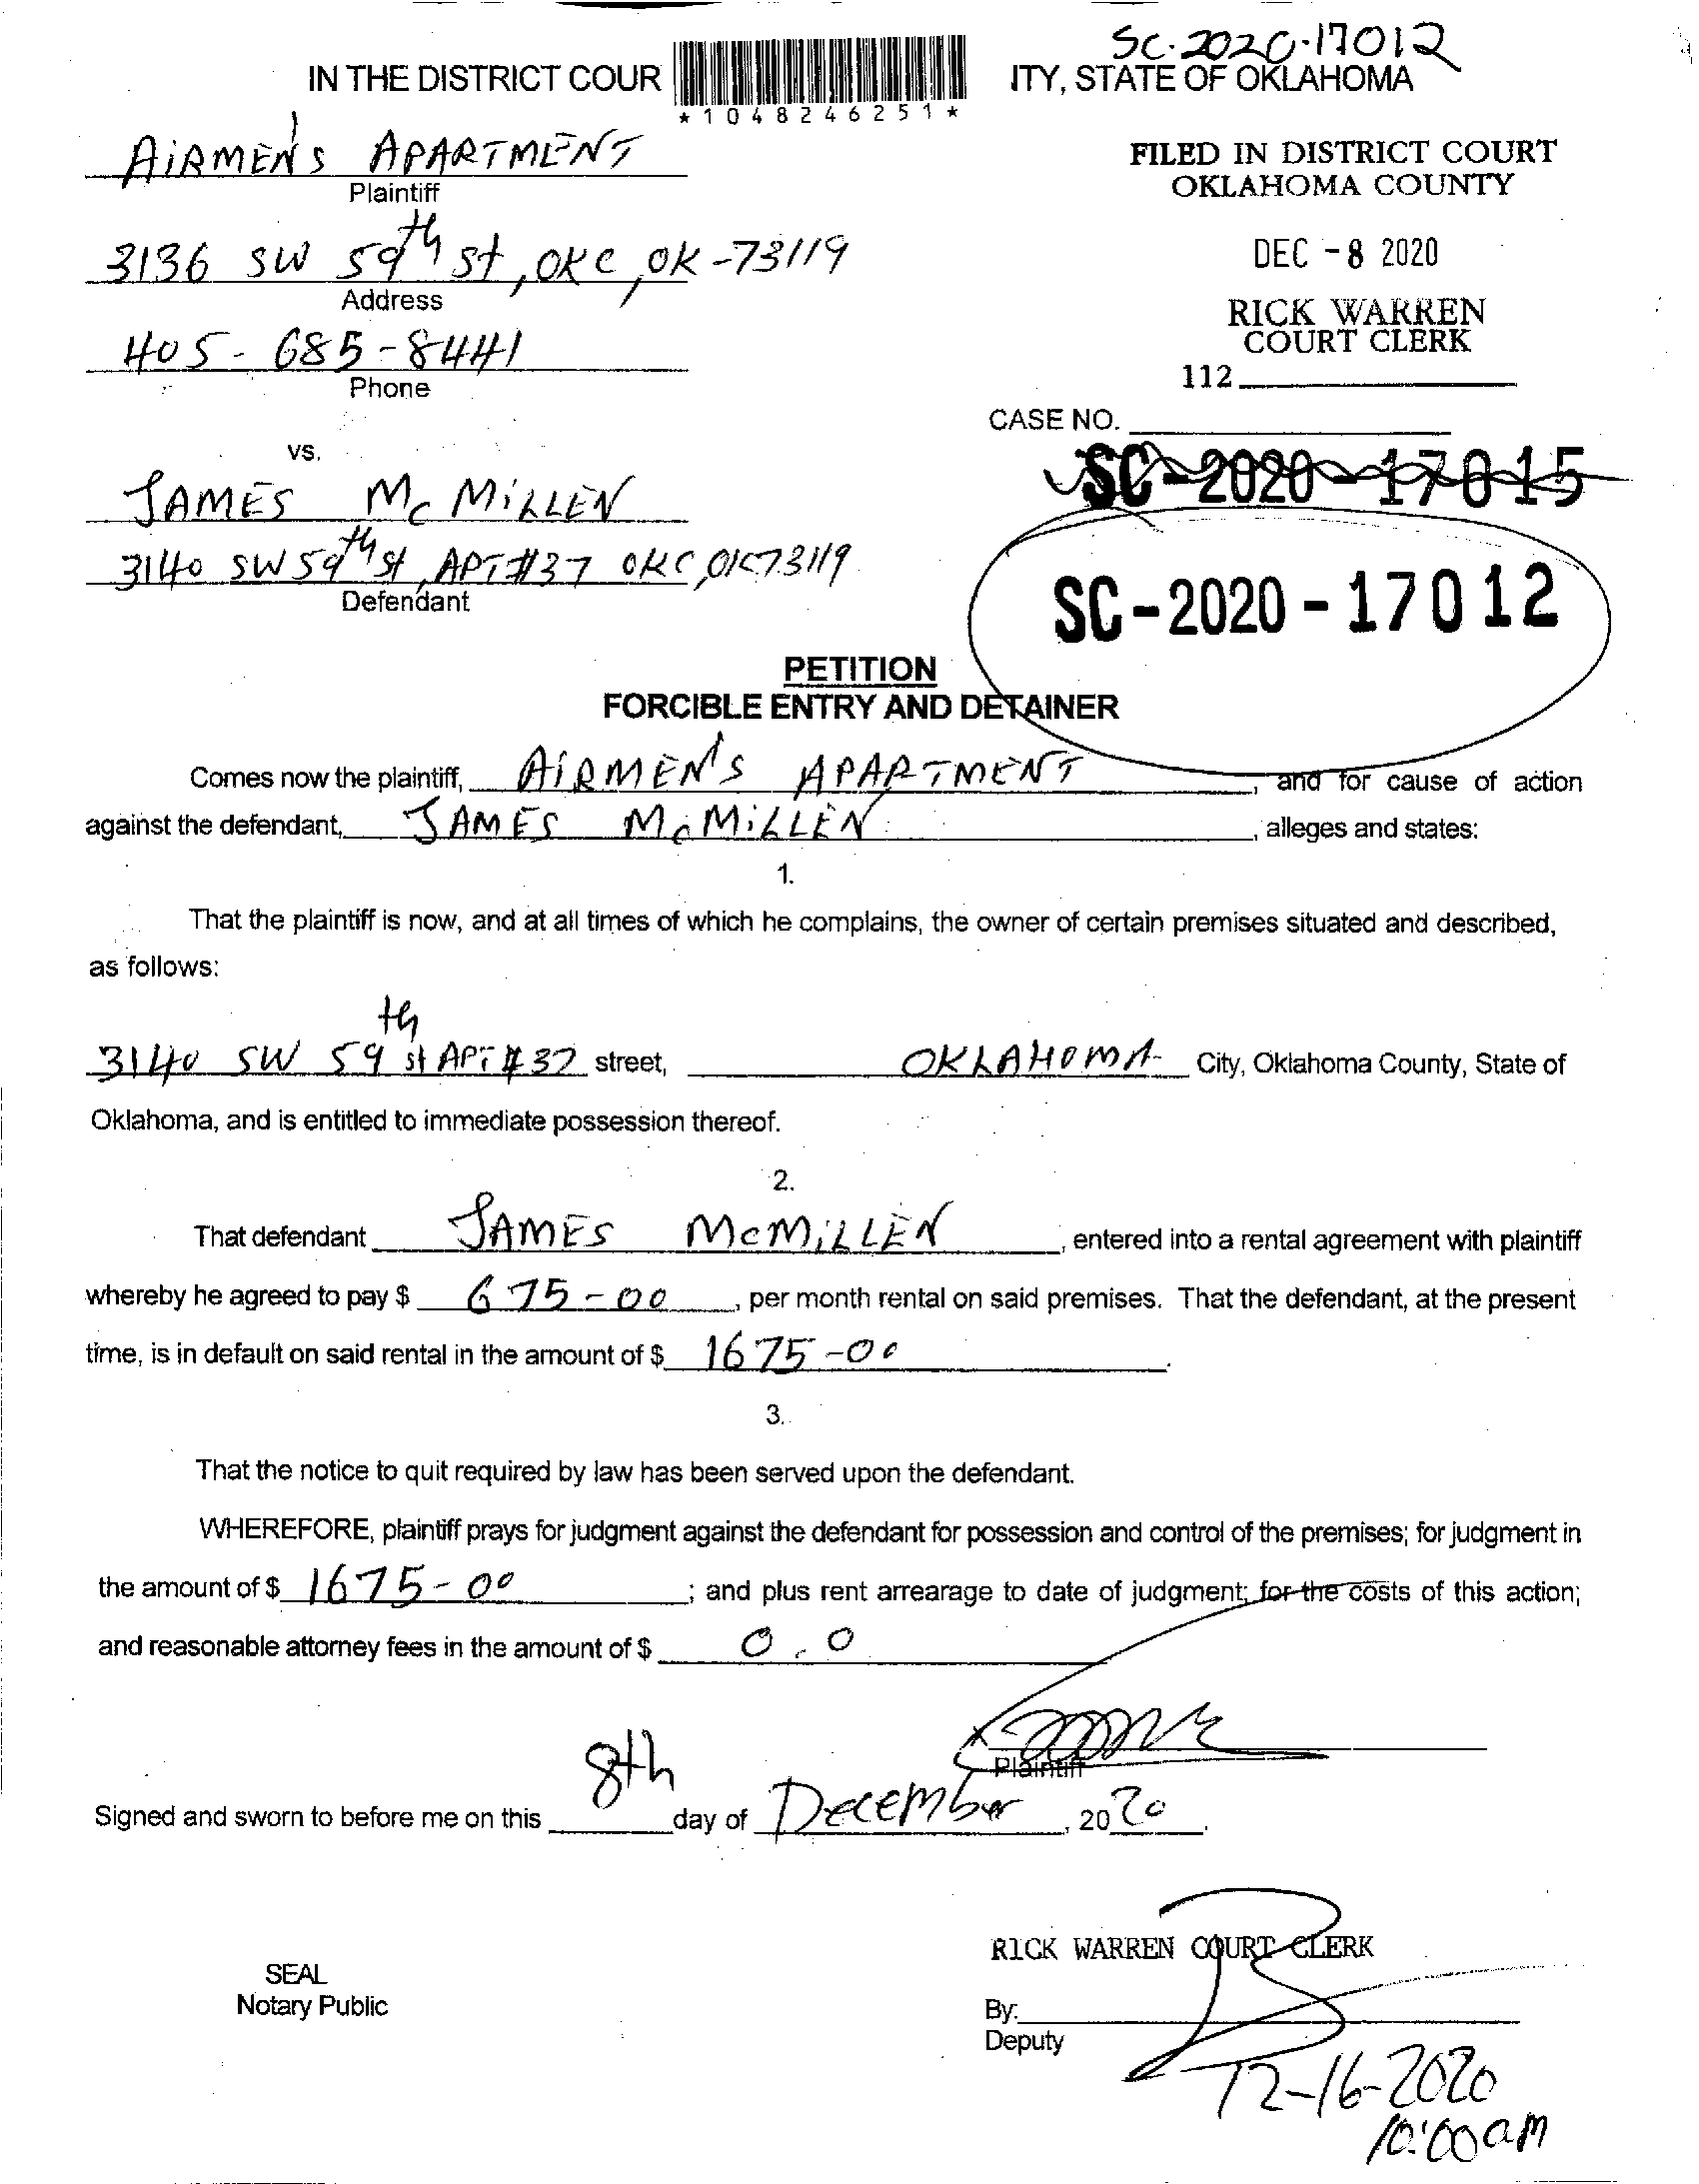 SC-2020-17012
IN THE DISTRICT COUR ITY, STATE OF OKLAHOMA
*1048246251*
AIRMEN'S APARTMENT
Plaintiff
FILED IN DISTRICT COURT
OKLAHOMA COUNTY
3136 SW 59th St, OKC, OK-73119
Address
DEC -8 2020
405-685-8441
Phone
RICK WARREN
COURT CLERK
112
CASE NO.
vs.
SC-2020-17015
JAMES McMILLEN
3140 SW 59th St, APT #37 OKC, OK 73119
Defendant
SC-2020-17012
PETITION
FORCIBLE ENTRY AND DETAINER
Comes now the plaintiff, AIRMEN'S APARTMENT, and for cause of action
against the defendant, JAMES McMILLEN, alleges and states:
1.
That the plaintiff is now, and at all times of which he complains, the owner of certain premises situated and described,
as follows:
3140 SW 59th st APT #37 street, OKLAHOMA City, Oklahoma County, State of
Oklahoma, and is entitled to immediate possession thereof.
2.
That defendant JAMES McMILLEN, entered into a rental agreement with plaintiff
whereby he agreed to pay $ 675-00, per month rental on said premises. That the defendant, at the present
time, is in default on said rental in the amount of $ 1675-00.
3.
That the notice to quit required by law has been served upon the defendant.
WHEREFORE, plaintiff prays for judgment against the defendant for possession and control of the premises; for judgment in
the amount of $ 1675-00; and plus rent arrearage to date of judgment; for the costs of this action;
and reasonable attorney fees in the amount of $ 0.0
Plaintiff
Signed and sworn to before me on this 8th day of December, 2020.
RICK WARREN COURT CLERK
SEAL
Notary Public
By:
Deputy
12-16-2020
10:00am